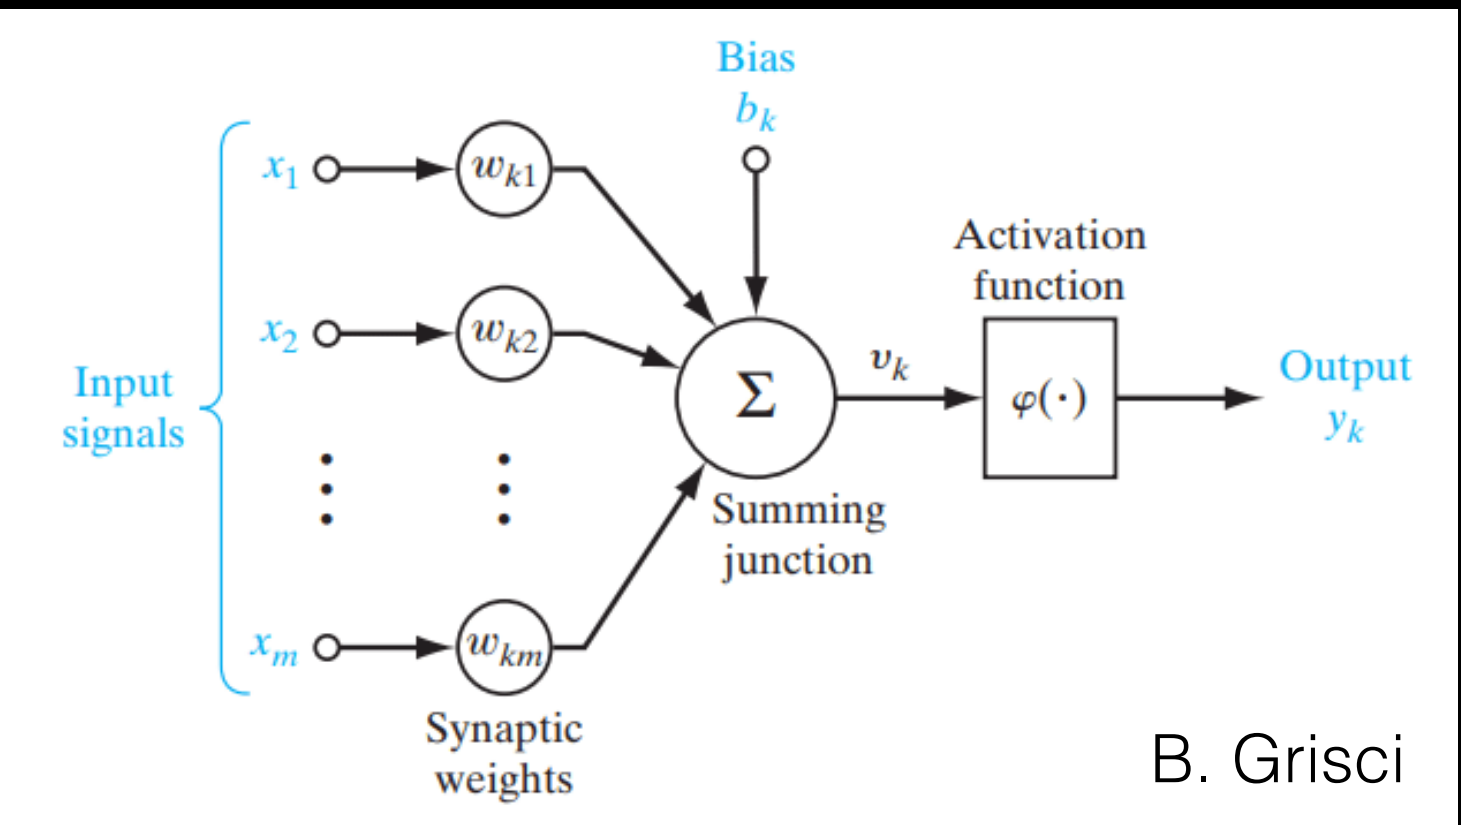 Bias
b_k
x_1
w_k1
Activation
function
x_2
w_k2
Input
signals
Σ
v_k
φ(·)
Output
y_k
Summing
junction
x_m
w_km
Synaptic
weights
B. Grisci